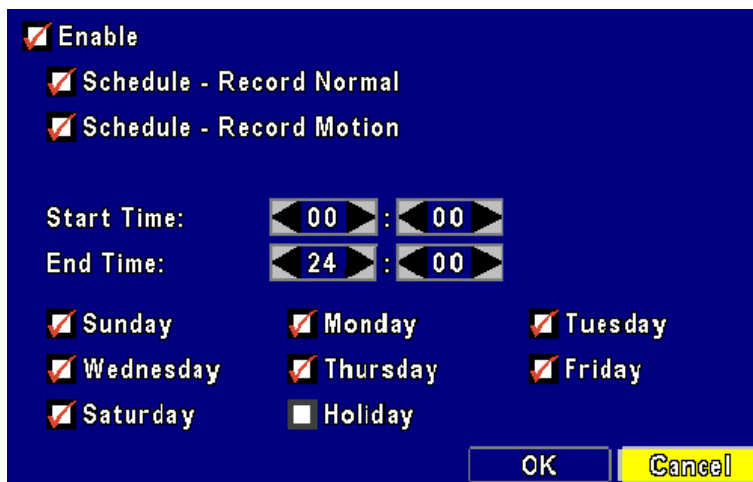 Enable
Schedule - Record Normal
Schedule - Record Motion
Start Time: 00 : 00
End Time: 24 : 00
Sunday Monday Tuesday
Wednesday Thursday Friday
Saturday Holiday
OK Cancel